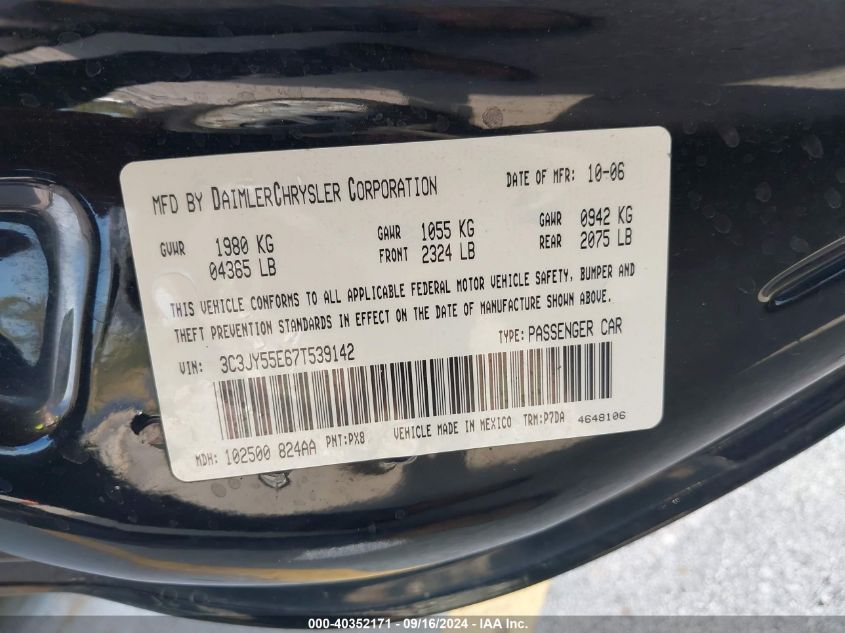 MFD BY DAIMLERCHRYSLER CORPORATION DATE OF MFR: 10-06
GVWR 1980 KG GAWR 1055 KG GAWR 0942 KG
04365 LB FRONT 2324 LB REAR 2075 LB
THIS VEHICLE CONFORMS TO ALL APPLICABLE FEDERAL MOTOR VEHICLE SAFETY, BUMPER AND
THEFT PREVENTION STANDARDS IN EFFECT ON THE DATE OF MANUFACTURE SHOWN ABOVE.
VIN: 3C3JY55E67T539142 TYPE: PASSENGER CAR
MDH: 102500 824AA PNT:PX8 VEHICLE MADE IN MEXICO TRM:P7DA 4648106
000-40352171 - 09/16/2024 - IAA Inc.